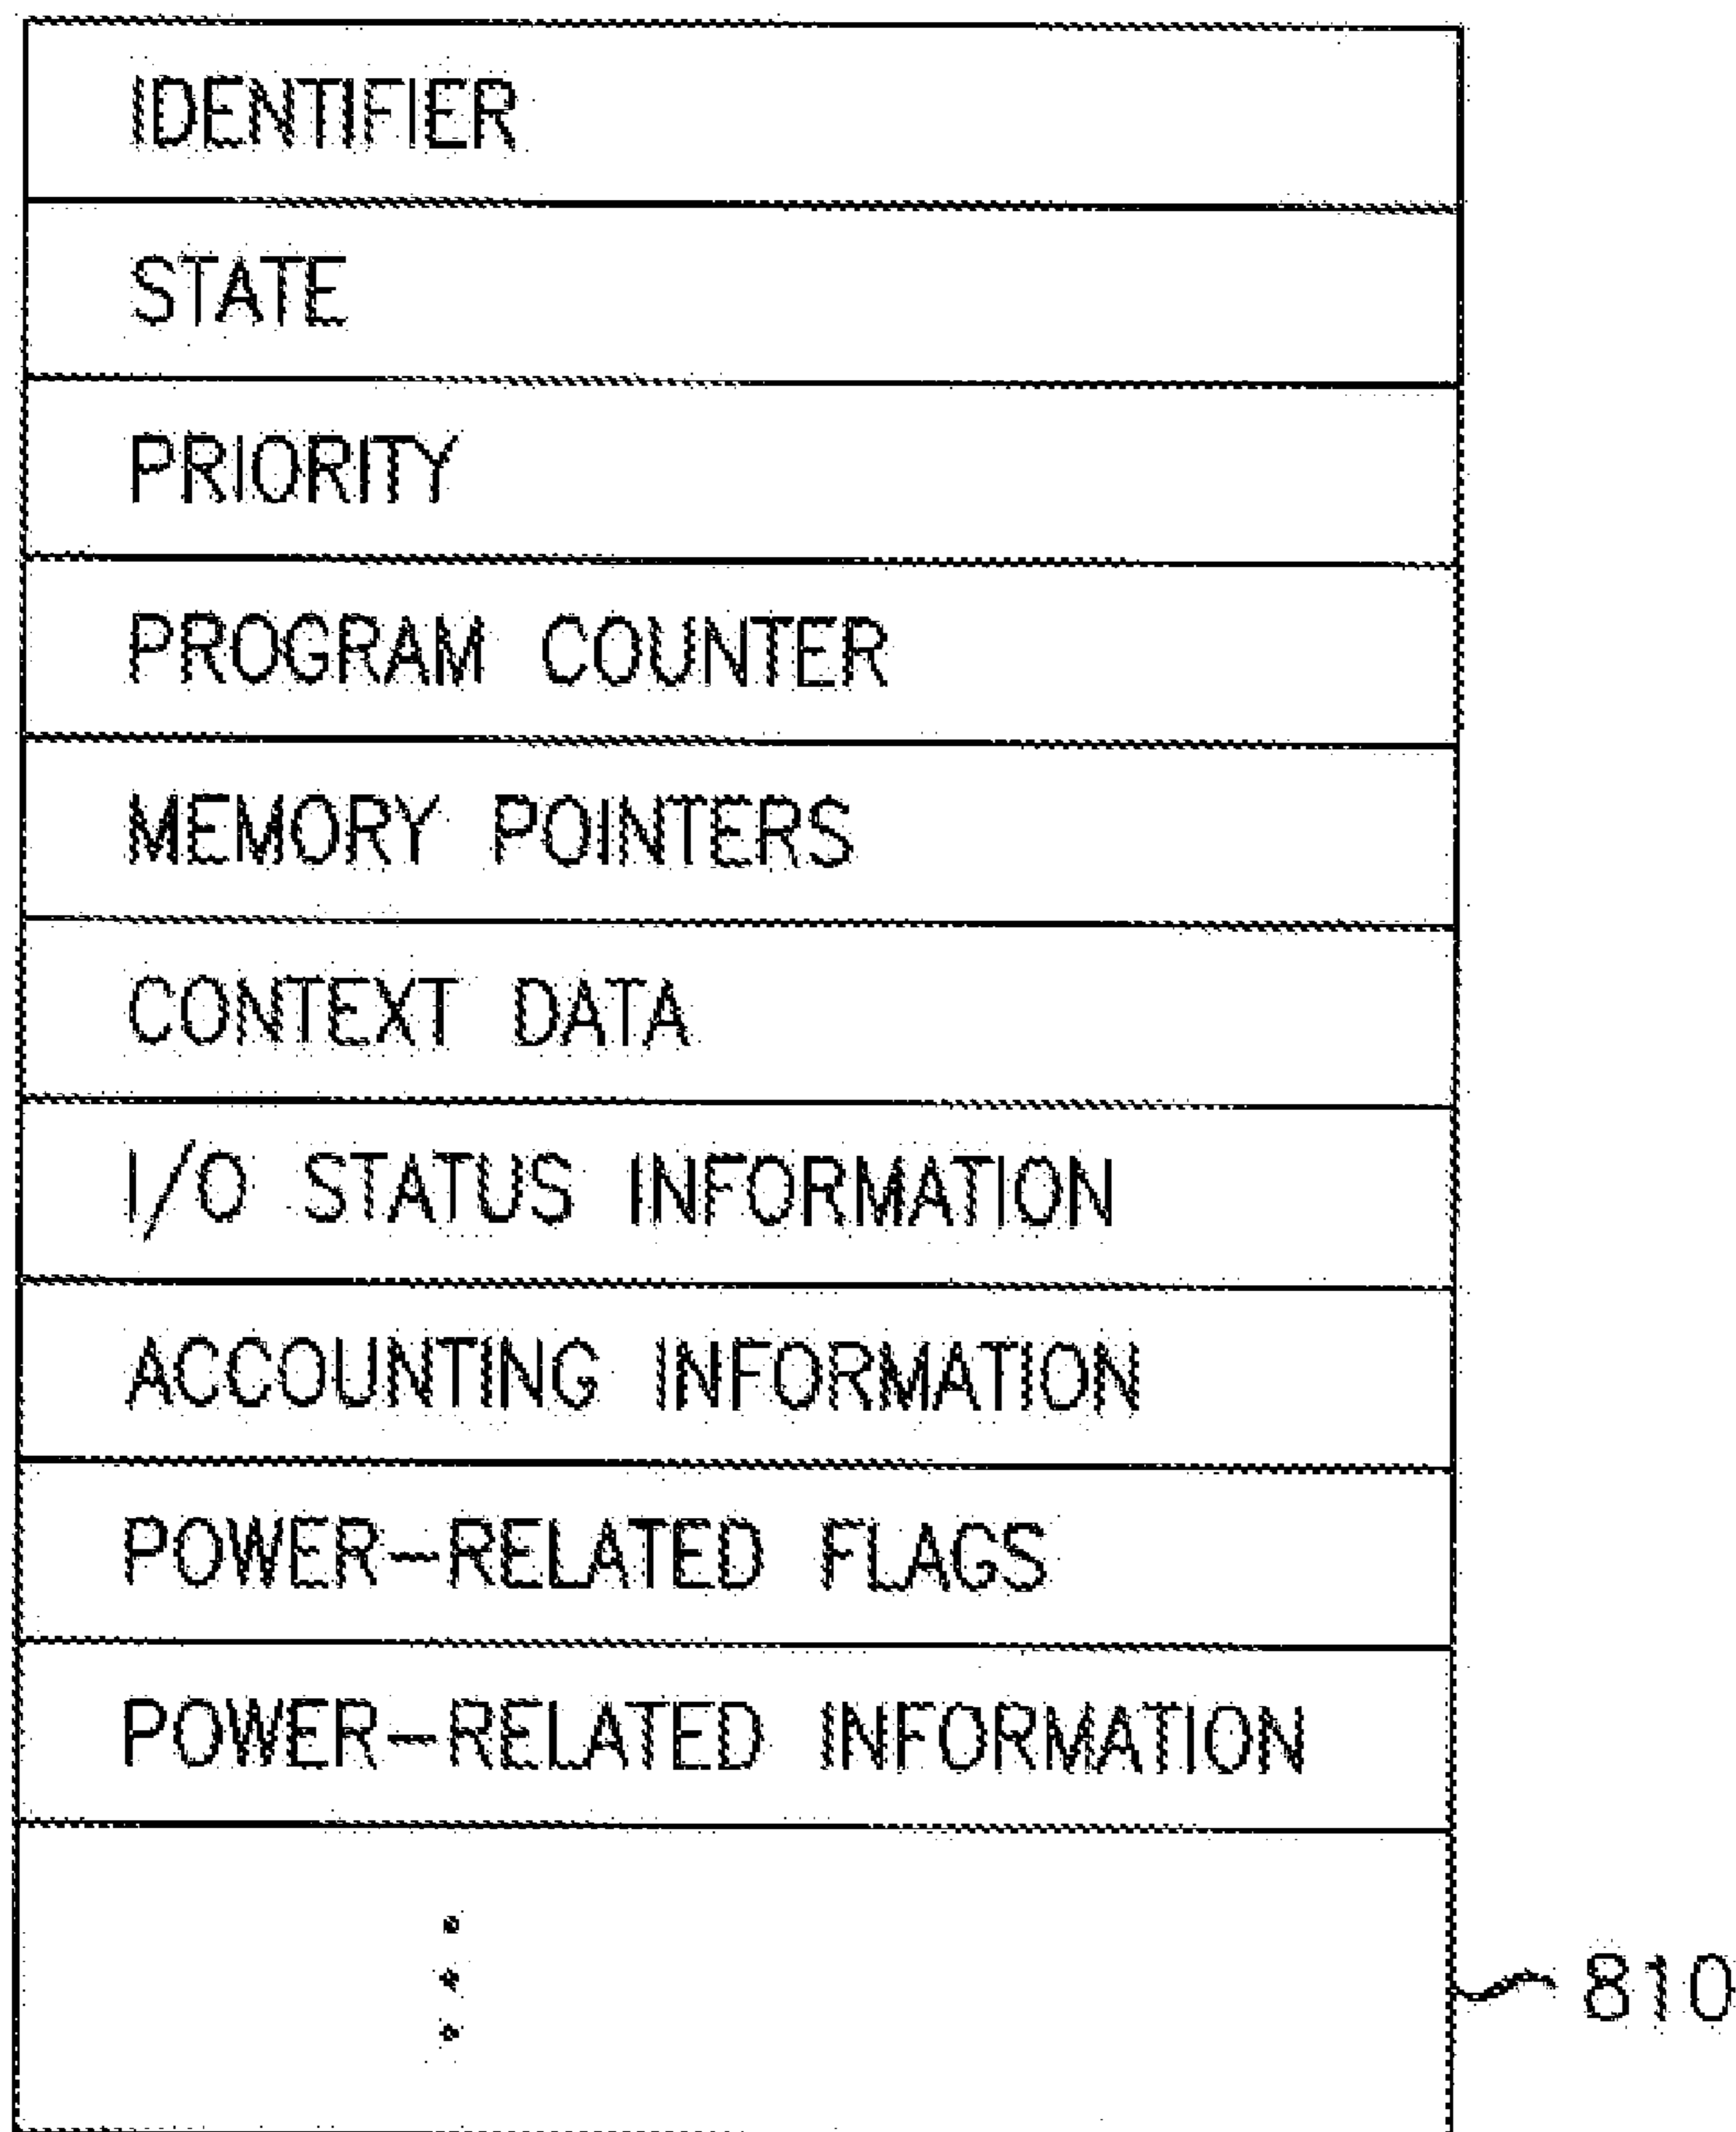 IDENTIFIER
STATE
PRIORITY
PROGRAM COUNTER
MEMORY POINTERS
CONTEXT DATA
I/O STATUS INFORMATION
ACCOUNTING INFORMATION
POWER-RELATED FLAGS
POWER-RELATED INFORMATION
810